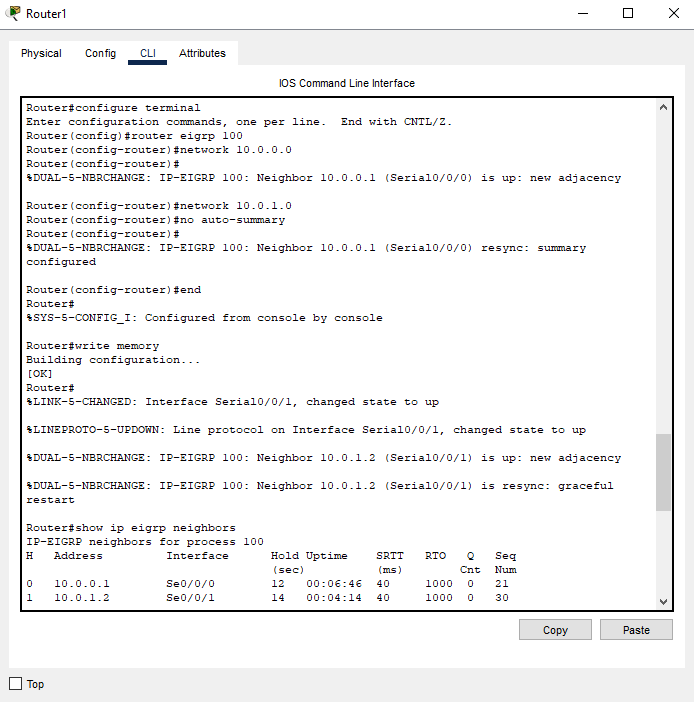 Router1
Physical Config CLI Attributes
IOS Command Line Interface
Router#configure terminal
Enter configuration commands, one per line.  End with CNTL/Z.
Router(config)#router eigrp 100
Router(config-router)#network 10.0.0.0
Router(config-router)#
%DUAL-5-NBRCHANGE: IP-EIGRP 100: Neighbor 10.0.0.1 (Serial0/0/0) is up: new adjacency
Router(config-router)#network 10.0.1.0
Router(config-router)#no auto-summary
Router(config-router)#
%DUAL-5-NBRCHANGE: IP-EIGRP 100: Neighbor 10.0.0.1 (Serial0/0/0) resync: summary
configured
Router(config-router)#end
Router#
%SYS-5-CONFIG_I: Configured from console by console
Router#write memory
Building configuration...
[OK]
Router#
%LINK-5-CHANGED: Interface Serial0/0/1, changed state to up
%LINEPROTO-5-UPDOWN: Line protocol on Interface Serial0/0/1, changed state to up
%DUAL-5-NBRCHANGE: IP-EIGRP 100: Neighbor 10.0.1.2 (Serial0/0/1) is up: new adjacency
%DUAL-5-NBRCHANGE: IP-EIGRP 100: Neighbor 10.0.1.2 (Serial0/0/1) is resync: graceful
restart
Router#show ip eigrp neighbors
IP-EIGRP neighbors for process 100
H   Address         Interface      Hold Uptime    SRTT   RTO   Q   Seq
                                   (sec)          (ms)        Cnt  Num
0   10.0.0.1        Se0/0/0        12   00:06:46  40     1000  0   21
1   10.0.1.2        Se0/0/1        14   00:04:14  40     1000  0   30
Copy Paste
Top